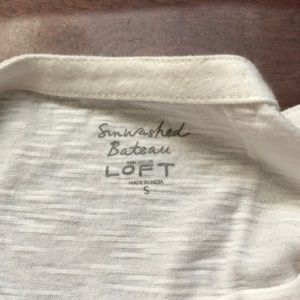 Sunwashed
Bateau
ANN TAYLOR
LOFT
MADE IN INDIA
S